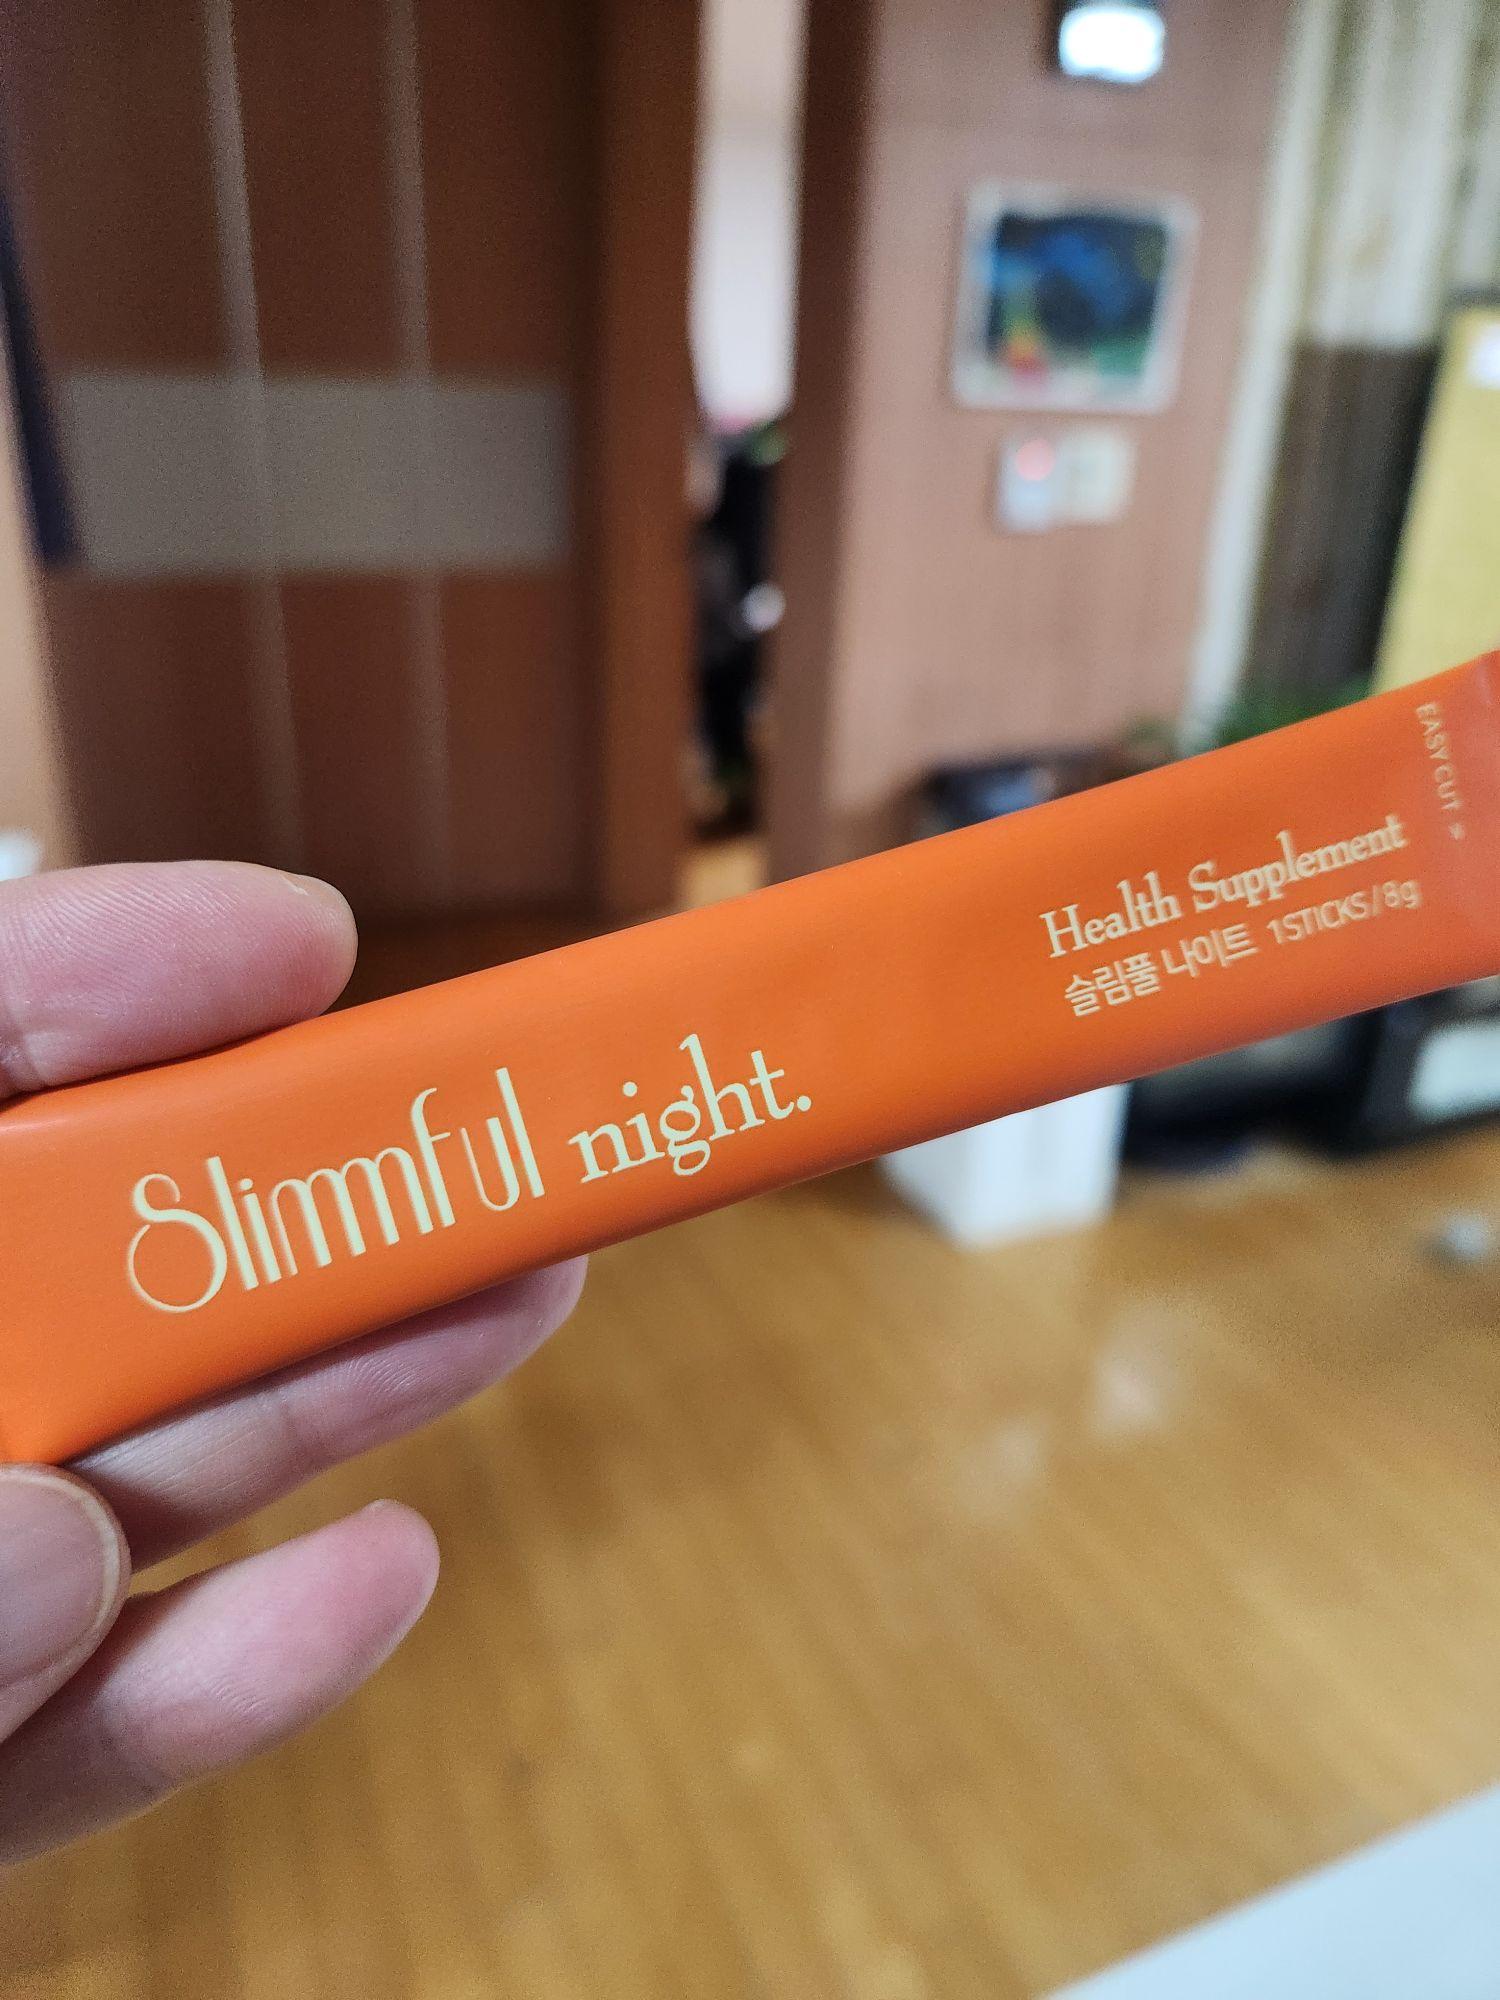 Slimmful night.
Health Supplement
슬림풀 나이트 1STICKS/8g
EASY CUT